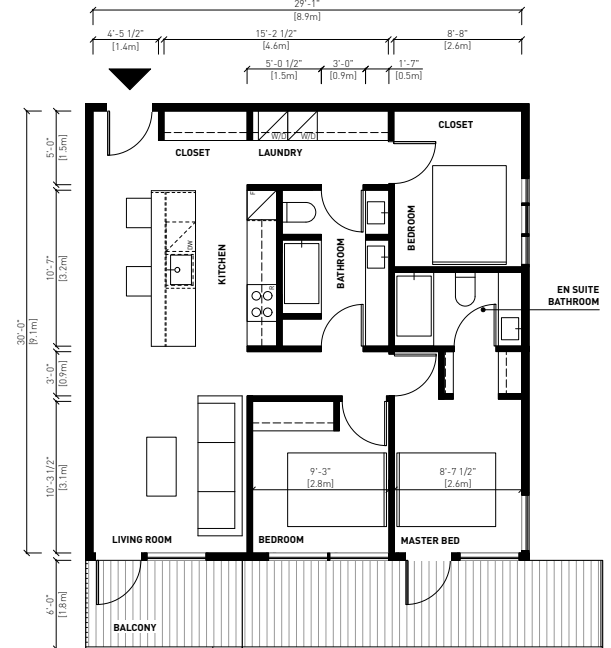 29'-1"
[8.9m]
4'-5 1/2"
[1.4m]
15'-2 1/2"
[4.6m]
8'-8"
[2.6m]
5'-0 1/2"
[1.5m]
3'-0"
[0.9m]
1'-7"
[0.5m]
CLOSET
W/D
W/D
CLOSET
LAUNDRY
5'-0"
[1.5m]
F
BEDROOM
KITCHEN
BATHROOM
DW
R
10'-7"
[3.2m]
EN SUITE
BATHROOM
30'-0"
[9.1m]
3'-0"
[0.9m]
10'-3 1/2"
[3.1m]
9'-3"
[2.8m]
8'-7 1/2"
[2.6m]
LIVING ROOM
BEDROOM
MASTER BED
6'-0"
[1.8m]
BALCONY